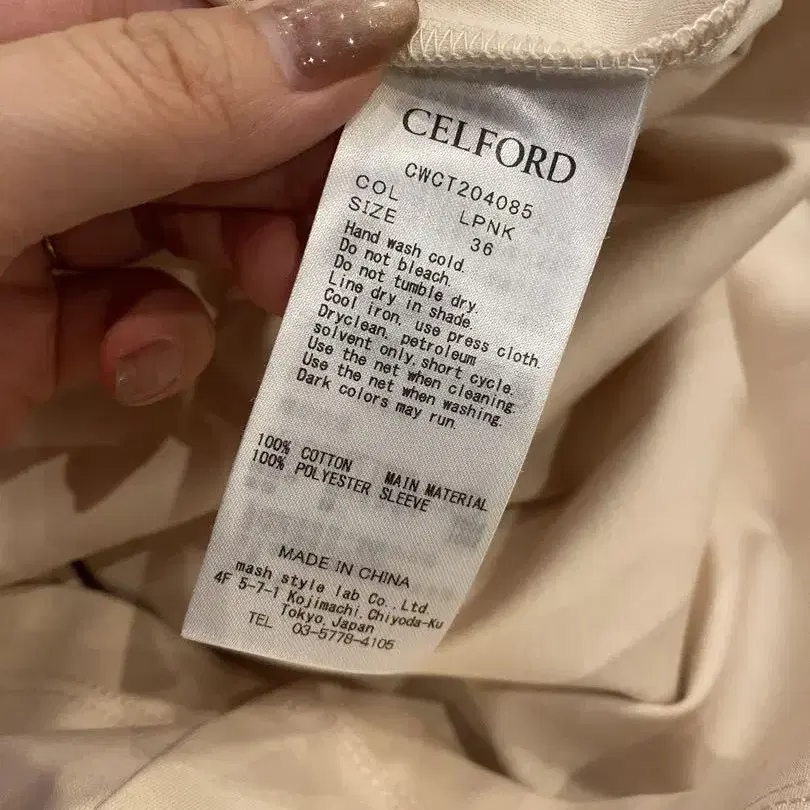 CELFORD
CWCT204085
COL LPNK
SIZE 36
Hand wash cold.
Do not bleach.
Do not tumble dry.
Line dry in shade.
Cool iron, use press cloth.
Dryclean, petroleum
solvent only, short cycle.
Use the net when cleaning.
Use the net when washing.
Dark colors may run.
100% COTTON MAIN MATERIAL
100% POLYESTER SLEEVE
MADE IN CHINA
mash style lab Co.,Ltd.
4F 5-7-1 Kojimachi, Chiyoda-Ku
Tokyo, Japan
TEL 03-5778-4105